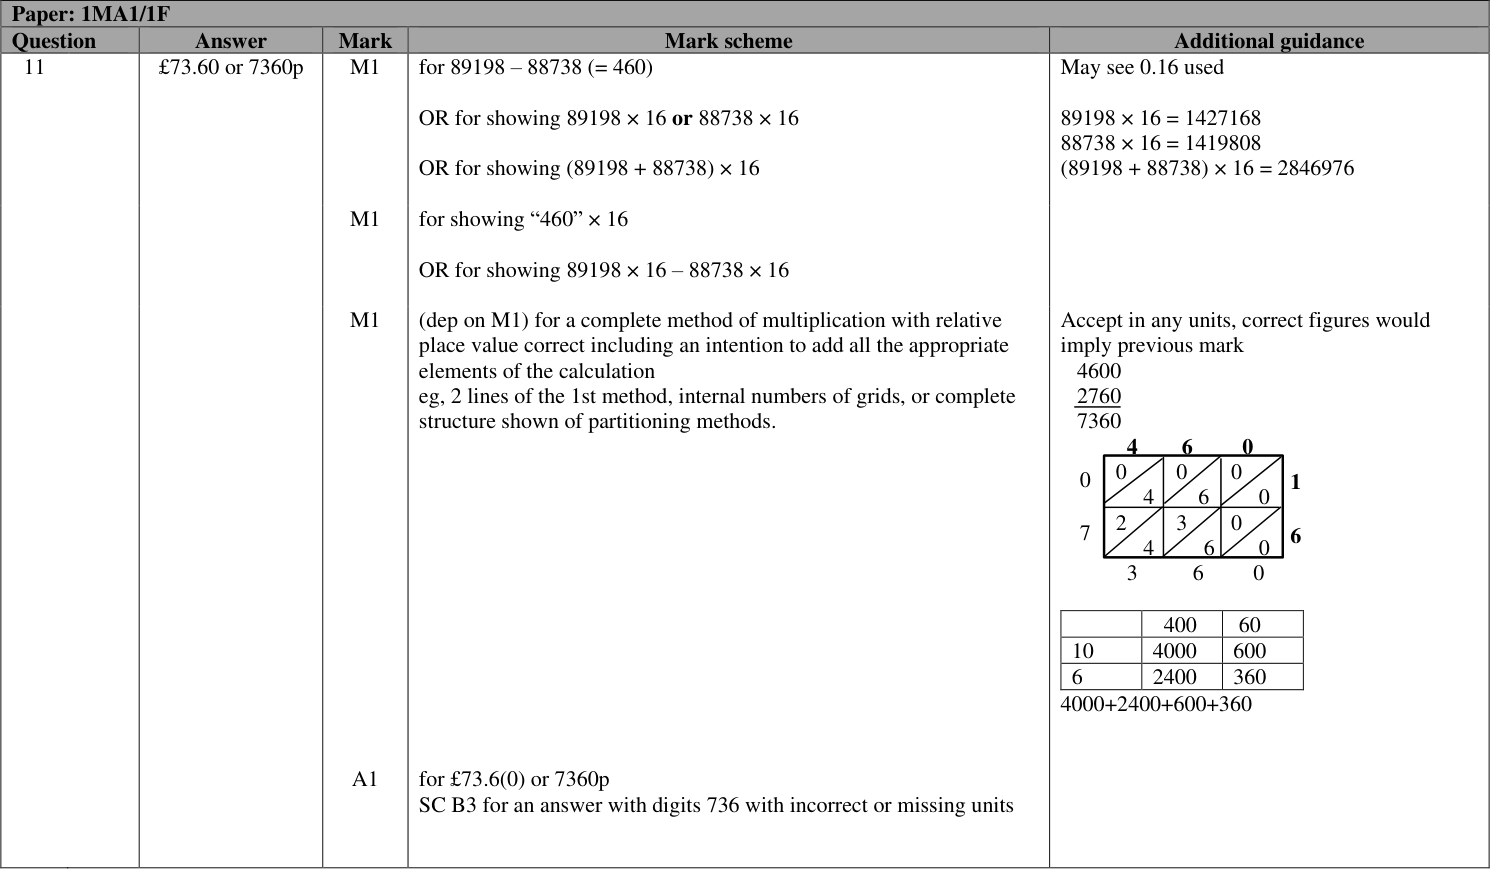 Paper: 1MA1/1F
Question Answer Mark Mark scheme Additional guidance
11 £73.60 or 7360p M1 for 89198 – 88738 (= 460) May see 0.16 used
OR for showing 89198 × 16 or 88738 × 16 89198 × 16 = 1427168
88738 × 16 = 1419808
OR for showing (89198 + 88738) × 16 (89198 + 88738) × 16 = 2846976
M1 for showing “460” × 16
OR for showing 89198 × 16 – 88738 × 16
M1 (dep on M1) for a complete method of multiplication with relative Accept in any units, correct figures would
place value correct including an intention to add all the appropriate imply previous mark
elements of the calculation 4600
eg, 2 lines of the 1st method, internal numbers of grids, or complete 2760
structure shown of partitioning methods. 7360
4 6 0
0 0 0 0 1
4 6 0
7 2 3 0 6
4 6 0
3 6 0
400 60
10 4000 600
6 2400 360
4000+2400+600+360
A1 for £73.6(0) or 7360p
SC B3 for an answer with digits 736 with incorrect or missing units